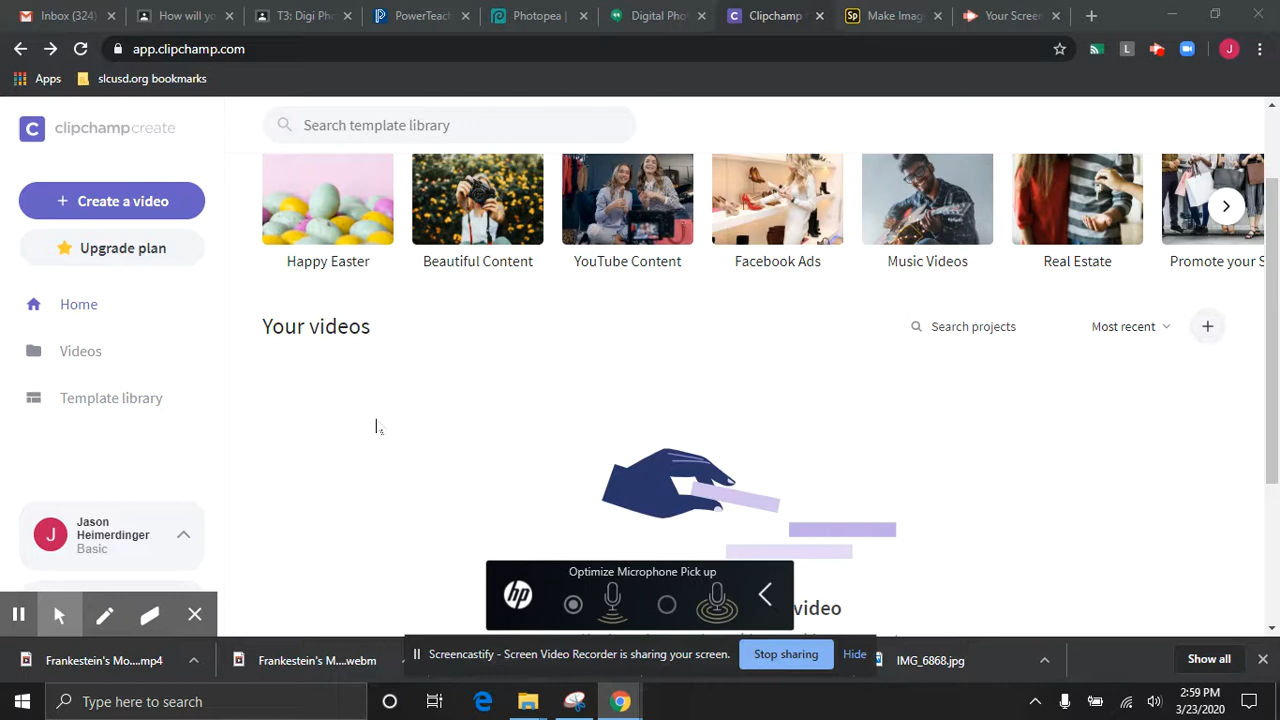 Inbox (324)
How will y
T3: Digi Ph
PowerTeach
Photopea |
Digital Pho
Clipchamp
Make Imag
Your Screen
app.clipchamp.com
L
J
Apps
slcusd.org bookmarks
C clipchamp create
Search template library
+ Create a video
Upgrade plan
Happy Easter
Beautiful Content
YouTube Content
Facebook Ads
Music Videos
Real Estate
Promote your S
Home
Videos
Template library
Your videos
Search projects
Most recent
J
Jason
Heimerdinger
Basic
Optimize Microphone Pick up
hp
video
Screencastify - Screen Video Recorder is sharing your screen.
Stop sharing
Hide
Frankestein's Mo....mp4
Frankestein's M....webm
IMG_6868.jpg
Show all
Type here to search
2:59 PM
3/23/2020